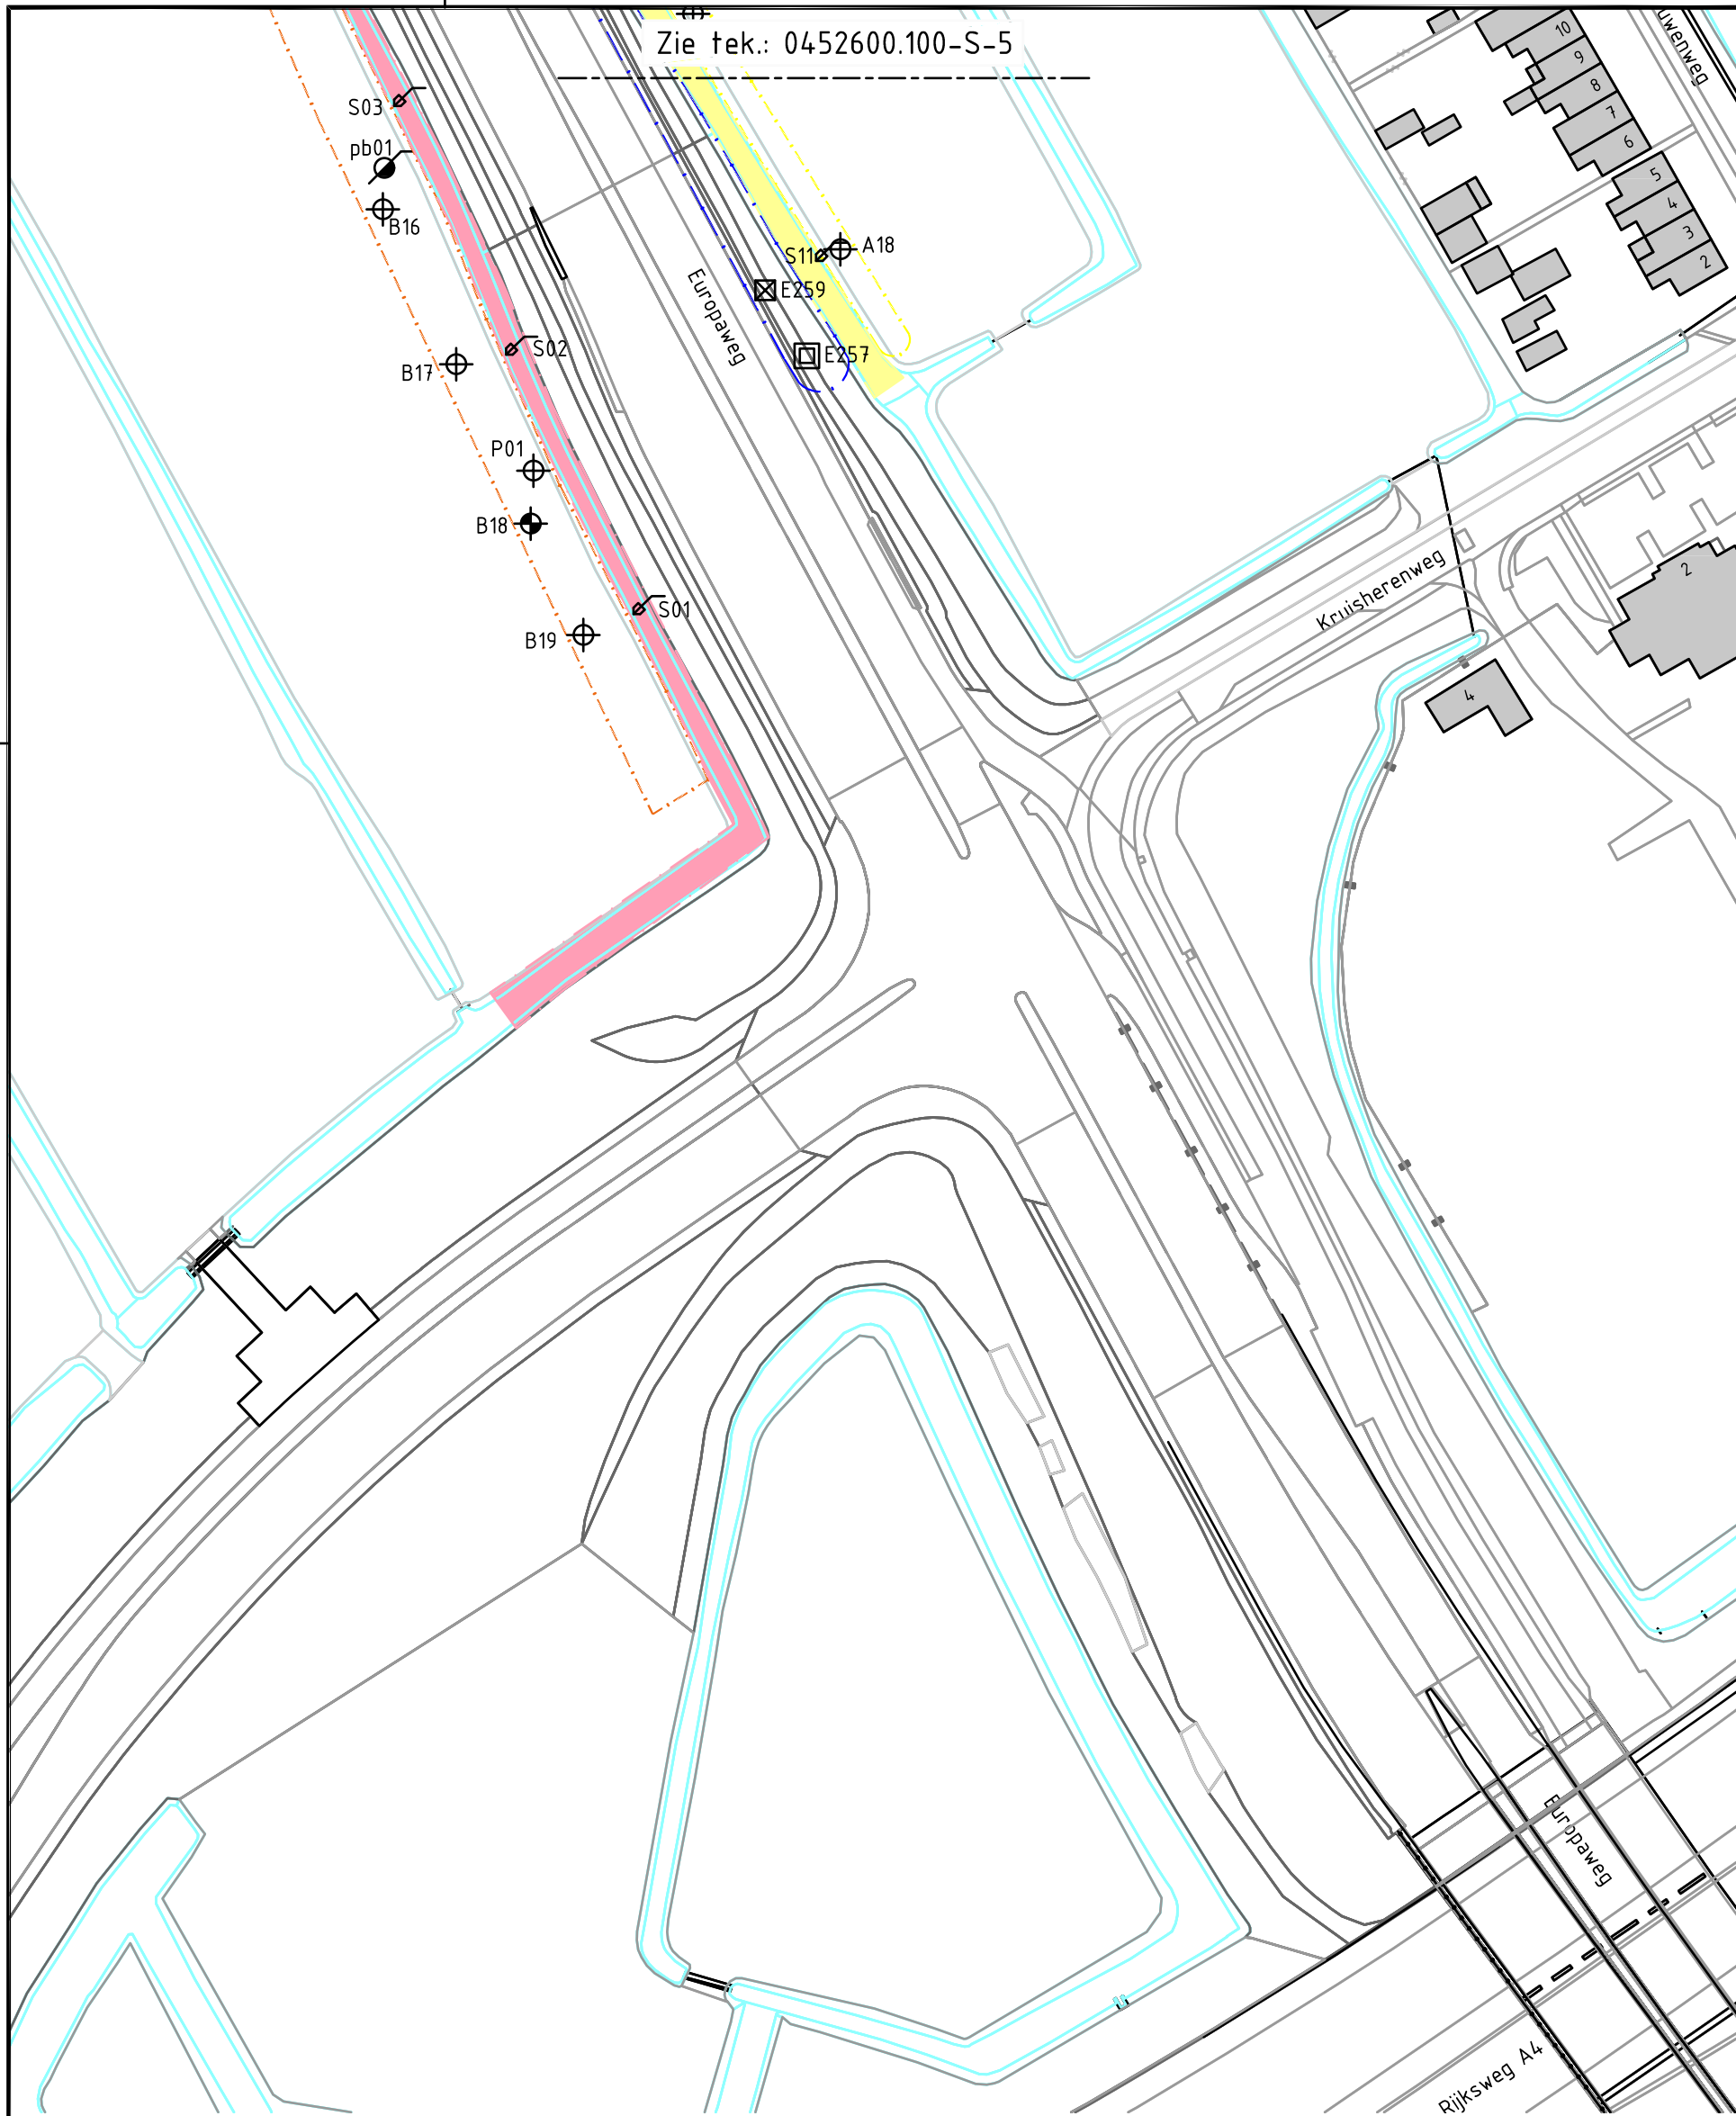 Zie tek.: 0452600.100-S-5
S03
pb01
B16
B17
S02
P01
B18
S01
B19
Europaweg
S11
A18
E259
E257
10
9
8
7
6
5
4
3
2
uwenweg
Kruisherenweg
2
4
Europaweg
Rijksweg A4